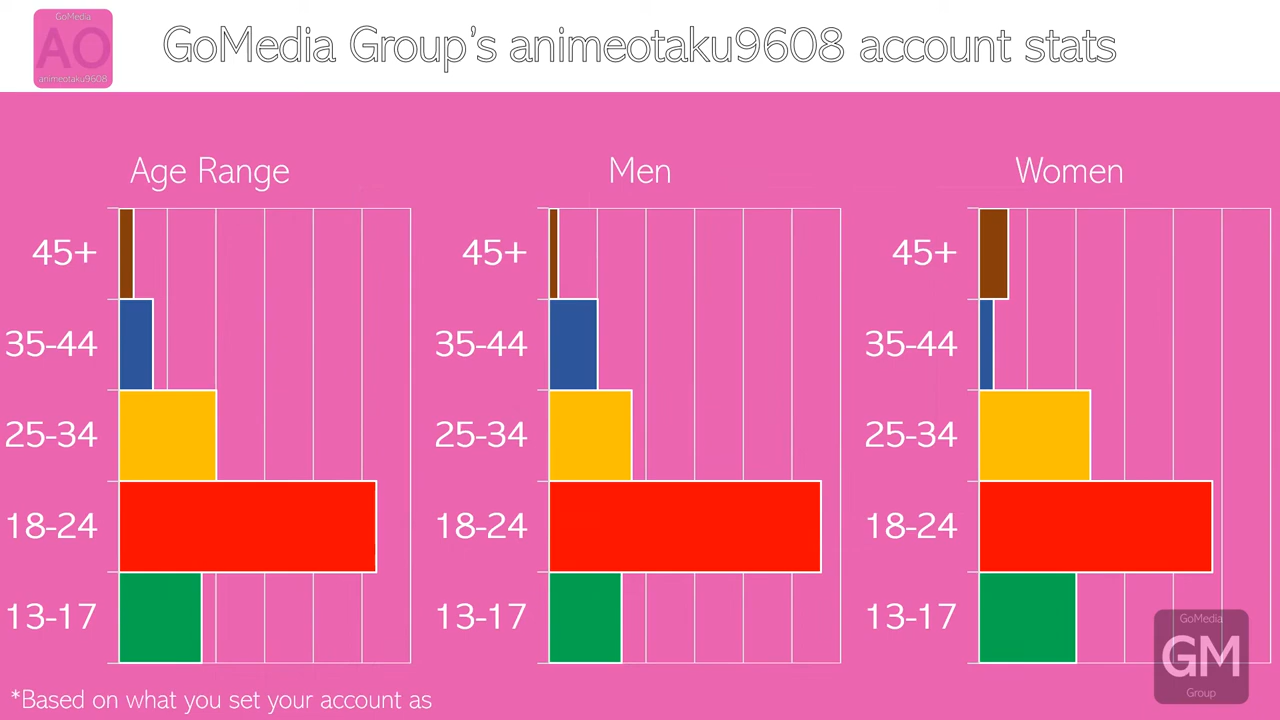 GoMedia
AO
animeotaku9608
GoMedia Group's animeotaku9608 account stats
Age Range
45+
35-44
25-34
18-24
13-17
Men
45+
35-44
25-34
18-24
13-17
Women
45+
35-44
25-34
18-24
13-17
*Based on what you set your account as
GoMedia
GM
Group